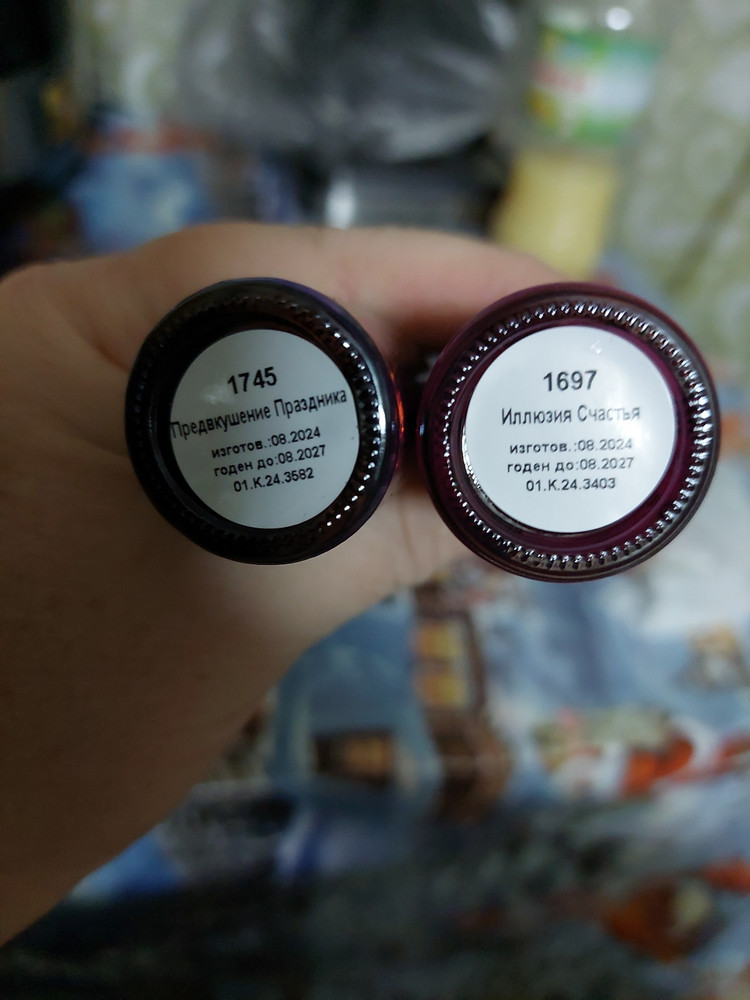 1745
Предвкушение Праздника
изготов.:08.2024
годен до:08.2027
01.К.24.3582
1697
Иллюзия Счастья
изготов.:08.2024
годен до:08.2027
01.К.24.3403